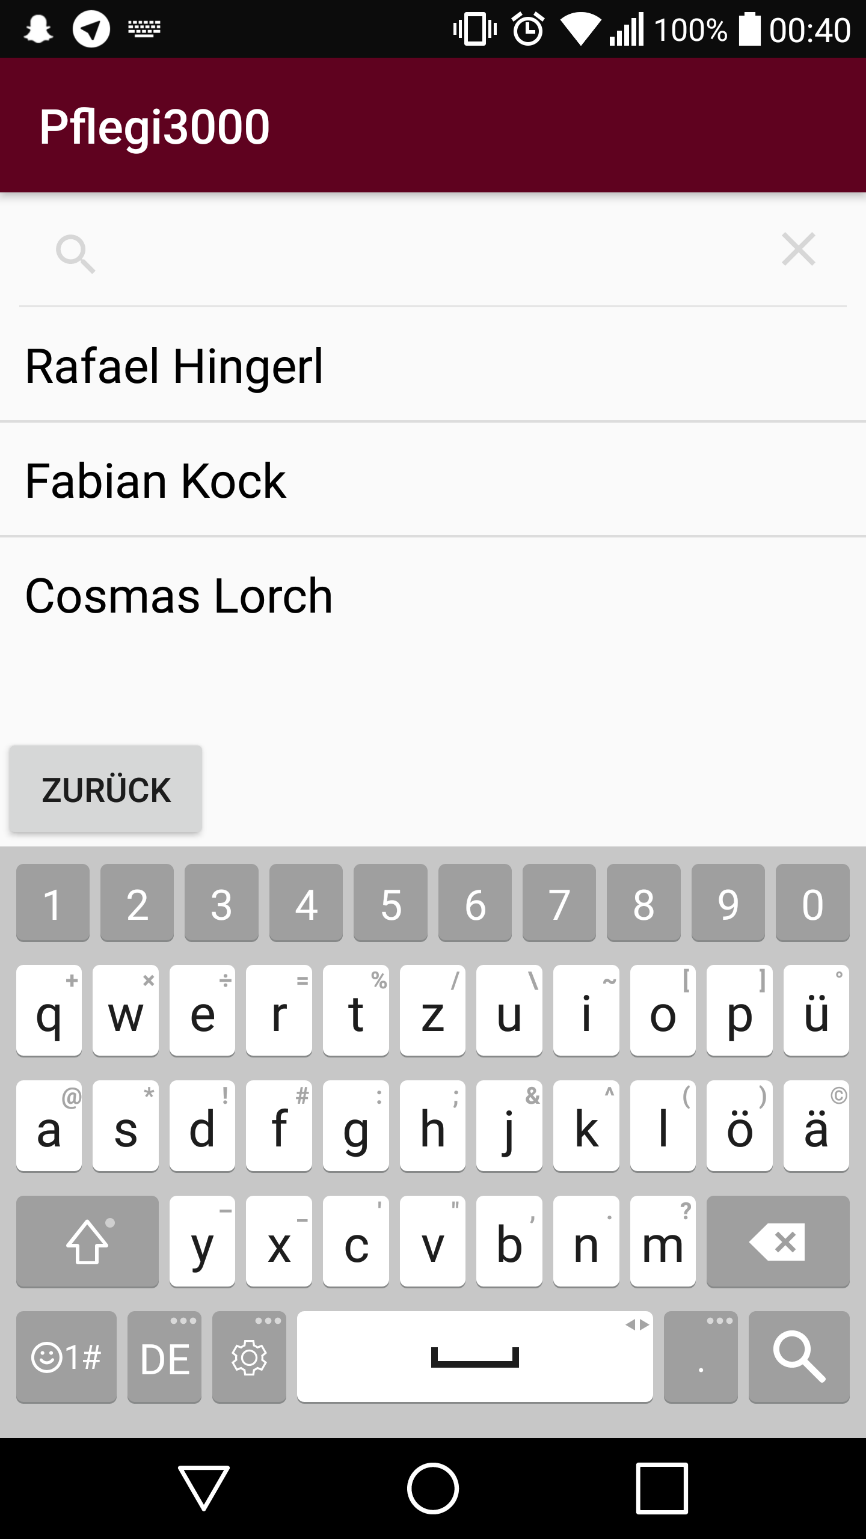 100% 00:40
Pflegi3000
Rafael Hingerl
Fabian Kock
Cosmas Lorch
ZURÜCK
1 2 3 4 5 6 7 8 9 0
+ × ÷ = % / \ ~ [ ] °
q w e r t z u i o p ü
@ * ! # : ; & ^ ( ) ©
a s d f g h j k l ö ä
– _ ' " , . ?
y x c v b n m
1# DE .